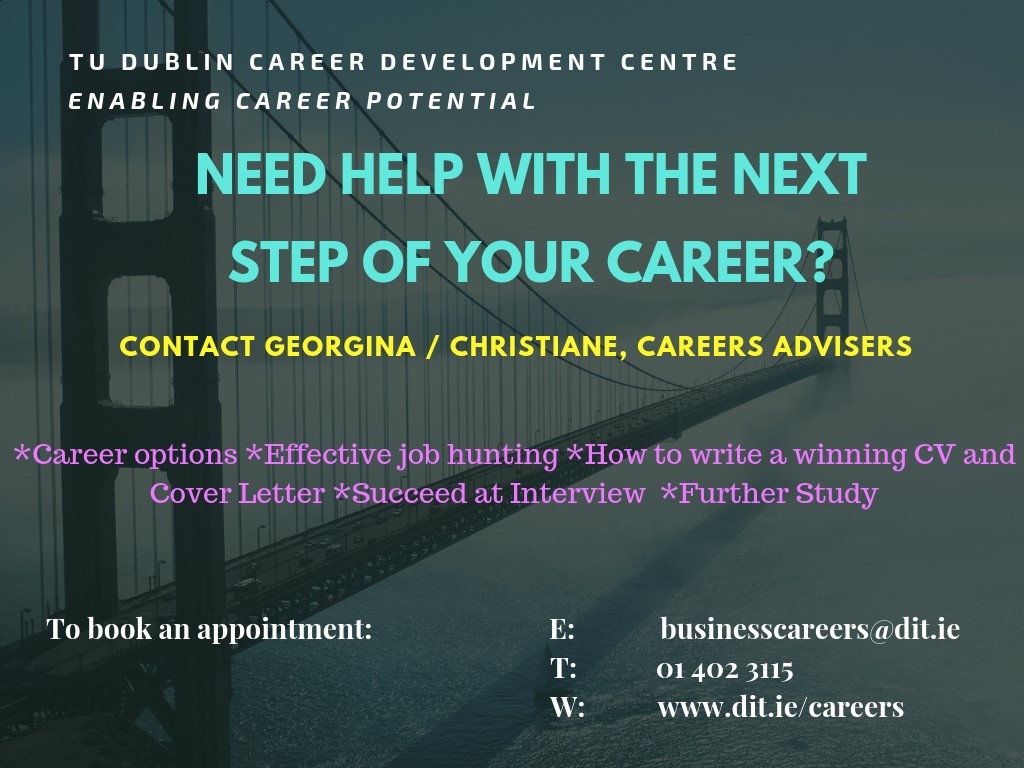 TU DUBLIN CAREER DEVELOPMENT CENTRE
ENABLING CAREER POTENTIAL
NEED HELP WITH THE NEXT
STEP OF YOUR CAREER?
CONTACT GEORGINA / CHRISTIANE, CAREERS ADVISERS
*Career options *Effective job hunting *How to write a winning CV and
Cover Letter *Succeed at Interview *Further Study
To book an appointment: E: businesscareers@dit.ie
T: 01 402 3115
W: www.dit.ie/careers